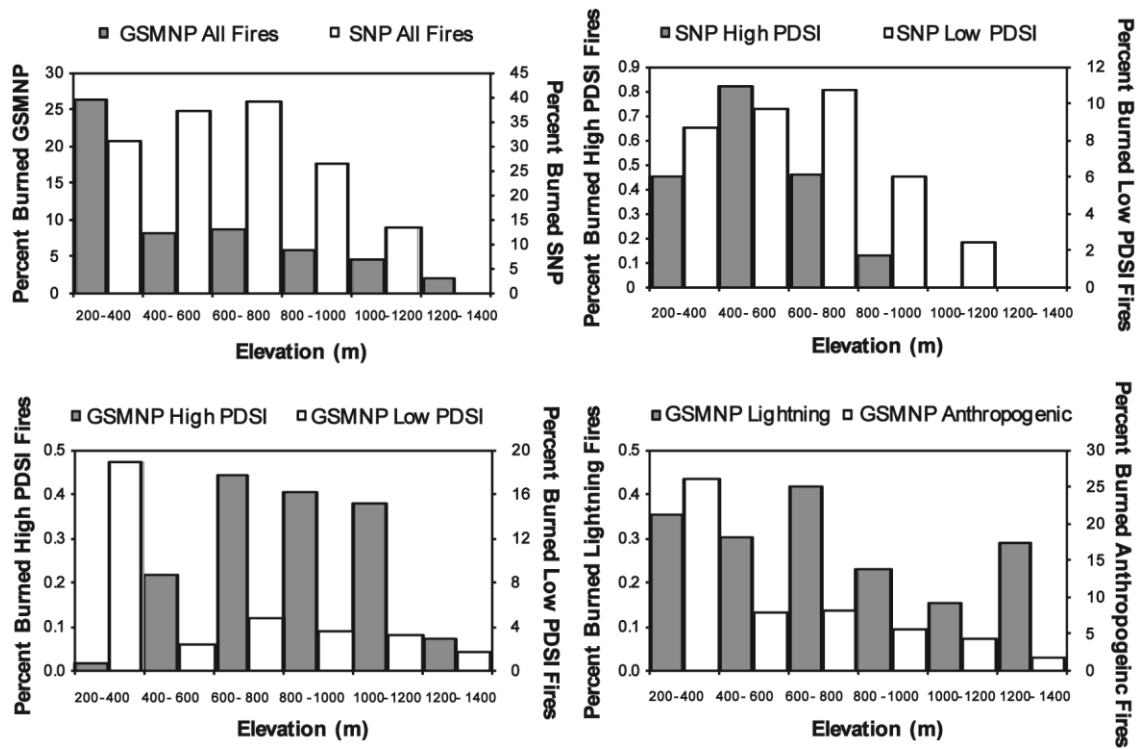 GSMNP All Fires SNP All Fires
Percent Burned GSMNP
30
25
20
15
10
5
0
45
40
35
30
25
20
15
10
5
0
Percent Burned SNP
200-400 400-600 600-800 800-1000 1000-1200 1200-1400
Elevation (m)
SNP High PDSI SNP Low PDSI
Percent Burned High PDSI Fires
0.9
0.8
0.7
0.6
0.5
0.4
0.3
0.2
0.1
0
12
10
8
6
4
2
0
Percent Burned Low PDSI Fires
200-400 400-600 600-800 800-1000 1000-1200 1200-1400
Elevation (m)
GSMNP High PDSI GSMNP Low PDSI
Percent Burned High PDSI Fires
0.5
0.4
0.3
0.2
0.1
0.0
20
16
12
8
4
0
Percent Burned Low PDSI Fires
200-400 400-600 600-800 800-1000 1000-1200 1200-1400
Elevation (m)
GSMNP Lightning GSMNP Anthropogenic
Percent Burned Lightning Fires
0.5
0.4
0.3
0.2
0.1
0.0
30
25
20
15
10
5
0
Percent Burned Anthropogeinc Fires
200-400 400-600 600-800 800-1000 1000-1200 1200-1400
Elevation (m)